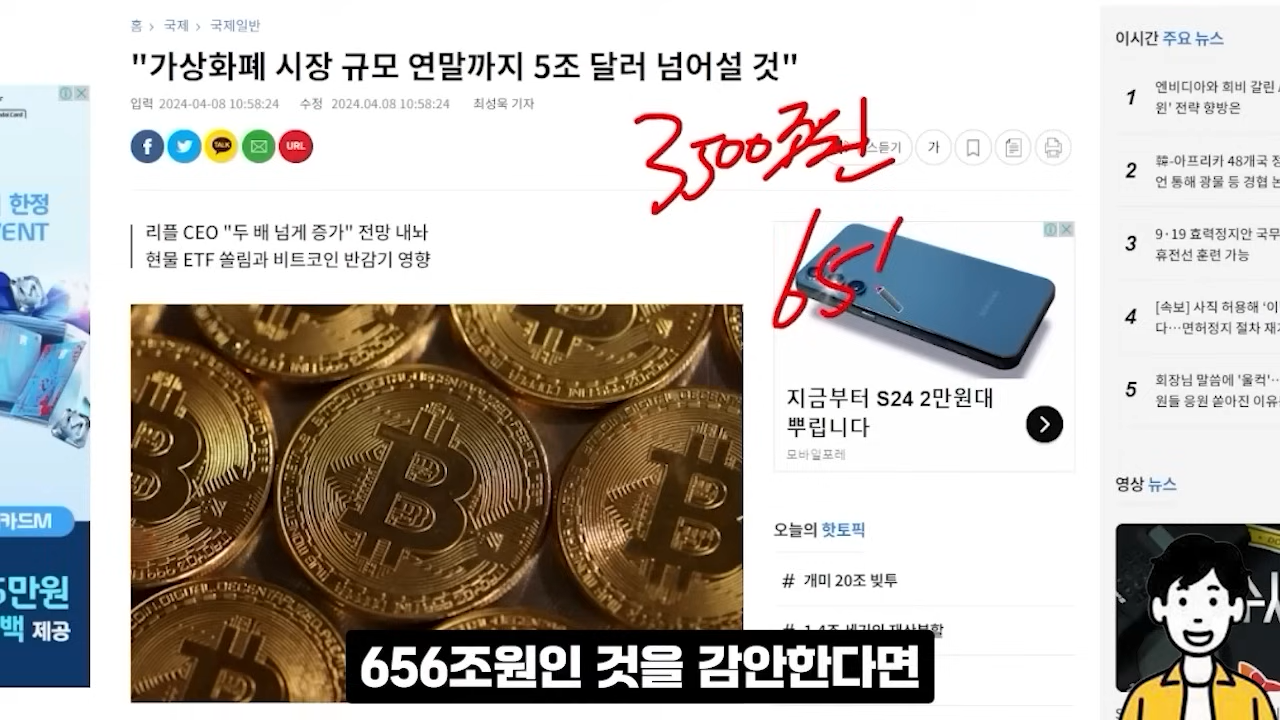 홈 > 국제 > 국제일반
"가상화폐 시장 규모 연말까지 5조 달러 넘어설 것"
입력 2024-04-08 10:58:24 수정 2024.04.08 10:58:24 최성욱 기자
f TALK URL
스듣기 가
3500조원
65
리플 CEO "두 배 넘게 증가" 전망 내놔
현물 ETF 쏠림과 비트코인 반감기 영향
한정
VENT
카드M
5만원
백 제공
지금부터 S24 2만원대
뿌립니다
모바일포레
오늘의 핫토픽
# 개미 20조 빚투
이시간 주요 뉴스
1 엔비디아와 희비 갈린
원' 전략 향방은
2 韓-아프리카 48개국 정
언 통해 광물 등 경협 논
3 9·19 효력정지안 국무
휴전선 훈련 가능
4 [속보] 사직 허용해 '이
다…면허정지 절차 재
5 회장님 말씀에 '울컥'…
원들 응원 쏟아진 이유
영상 뉴스
656조원인 것을 감안한다면